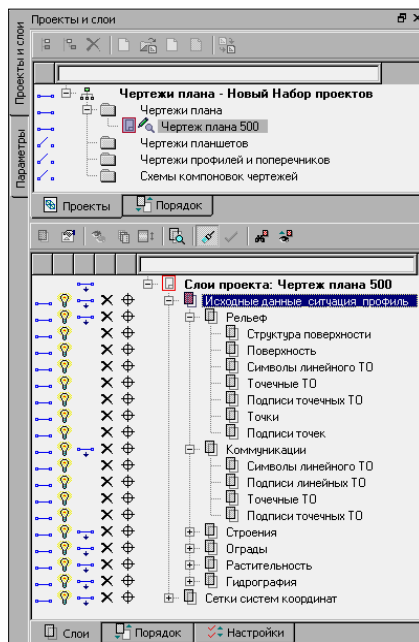 Проекты и слои
Проекты и слои
Параметры
Чертежи плана - Новый Набор проектов
Чертежи плана
Чертеж плана 500
Чертежи планшетов
Чертежи профилей и поперечников
Схемы компоновок чертежей
Проекты Порядок
Слои проекта: Чертеж плана 500
Исходные данные_ситуация_профиль
Рельеф
Структура поверхности
Поверхность
Символы линейного ТО
Точечные ТО
Подписи точечных ТО
Точки
Подписи точек
Коммуникации
Символы линейного ТО
Подписи линейных ТО
Точечные ТО
Подписи точечных ТО
Строения
Ограды
Растительность
Гидрография
Сетки систем координат
Слои Порядок Настройки